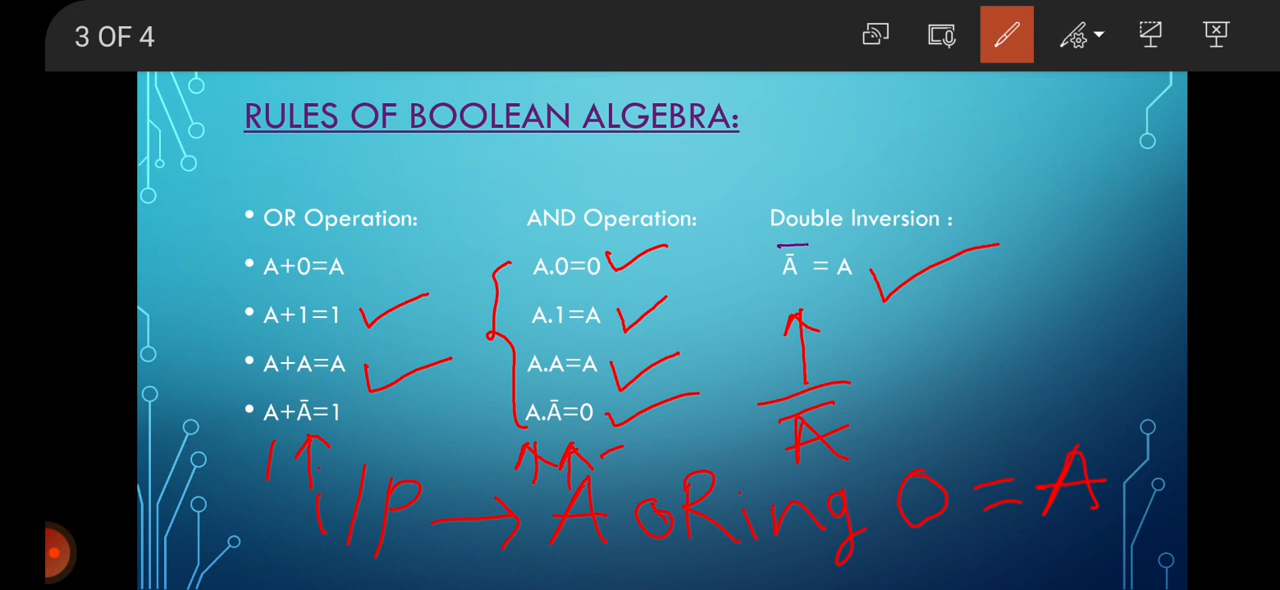 3 OF 4
RULES OF BOOLEAN ALGEBRA:
• OR Operation:
• A+0=A
• A+1=1
• A+A=A
• A+Ā=1
AND Operation:
A.0=0
A.1=A
A.A=A
A.Ā=0
Double Inversion :
Ā̅ = A
A̅̅
i/p → A oRing 0 = A